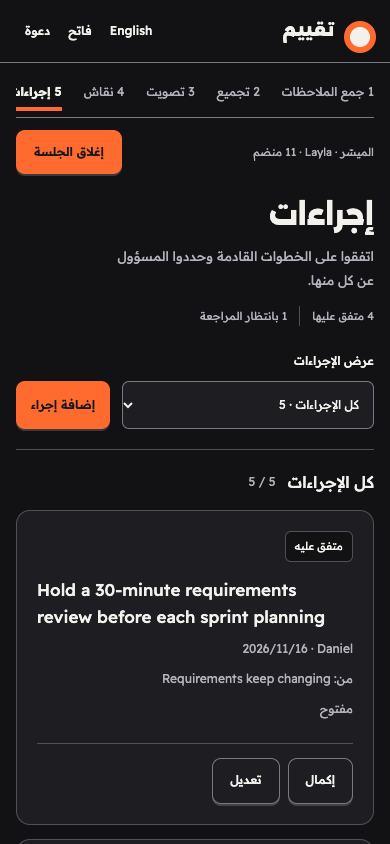 تقييم
English
فاتح
دعوة
1 جمع الملاحظات
2 تجميع
3 تصويت
4 نقاش
5 إجراءات
الميسّر · Layla · 11 منضم
إغلاق الجلسة
إجراءات
اتفقوا على الخطوات القادمة وحددوا المسؤول
عن كل منها.
4 متفق عليها
1 بانتظار المراجعة
عرض الإجراءات
كل الإجراءات · 5
إضافة إجراء
كل الإجراءات
5 / 5
متفق عليه
Hold a 30-minute requirements
review before each sprint planning
Daniel · 2026/11/16
من: Requirements keep changing
مفتوح
إكمال
تعديل